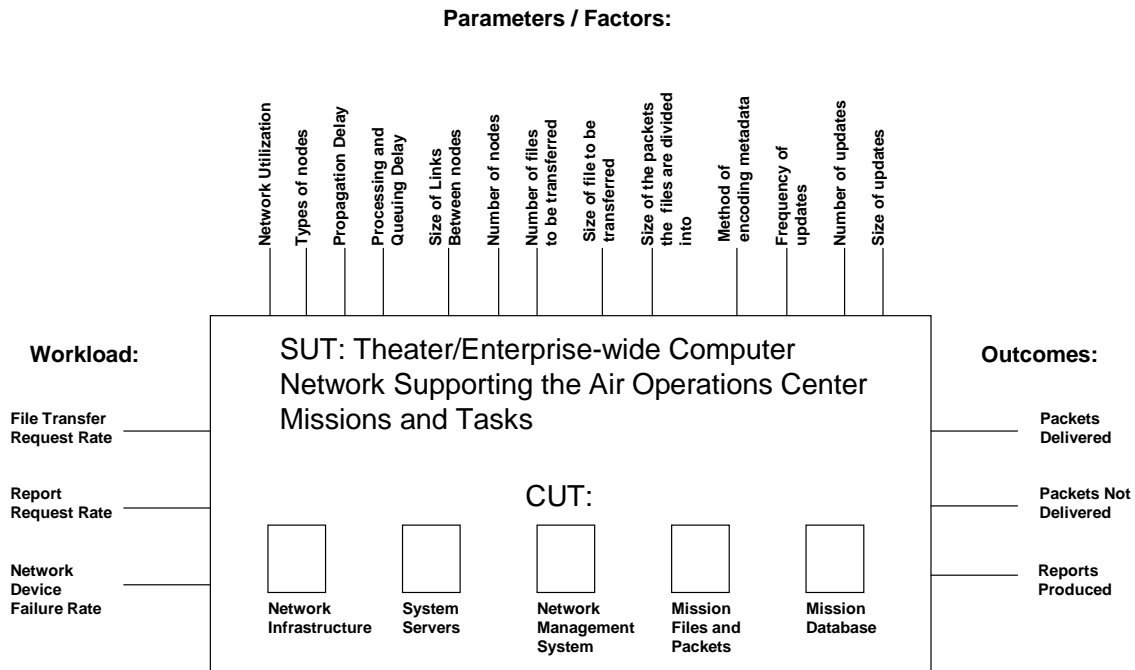 Parameters / Factors:
Network Utilization
Types of nodes
Propagation Delay
Processing and
Queuing Delay
Size of Links
Between nodes
Number of nodes
Number of files
to be transferred
Size of file to be
transferred
Size of the packets
the files are divided
into
Method of
encoding metadata
Frequency of
updates
Number of updates
Size of updates
Workload:
File Transfer
Request Rate
Report
Request Rate
Network
Device
Failure Rate
SUT: Theater/Enterprise-wide Computer
Network Supporting the Air Operations Center
Missions and Tasks
CUT:
Network
Infrastructure
System
Servers
Network
Management
System
Mission
Files and
Packets
Mission
Database
Outcomes:
Packets
Delivered
Packets Not
Delivered
Reports
Produced